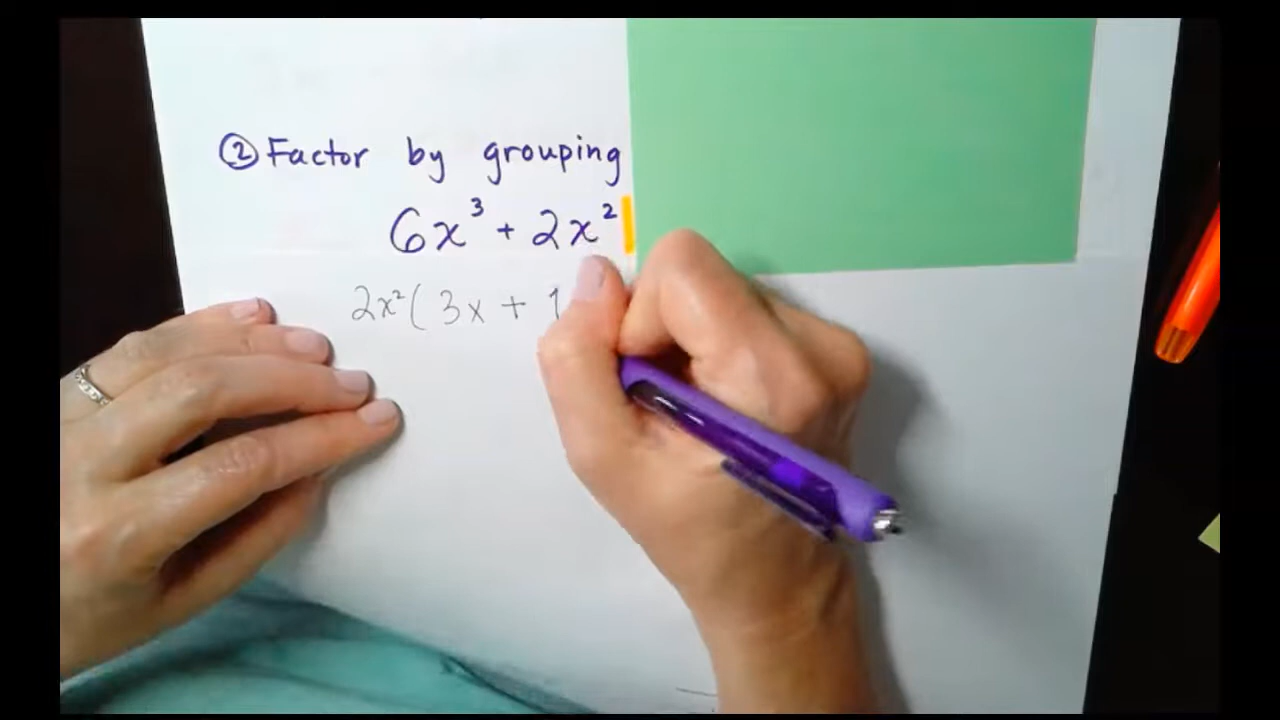 ② Factor by grouping
6x³ + 2x²
2x²( 3x + 1